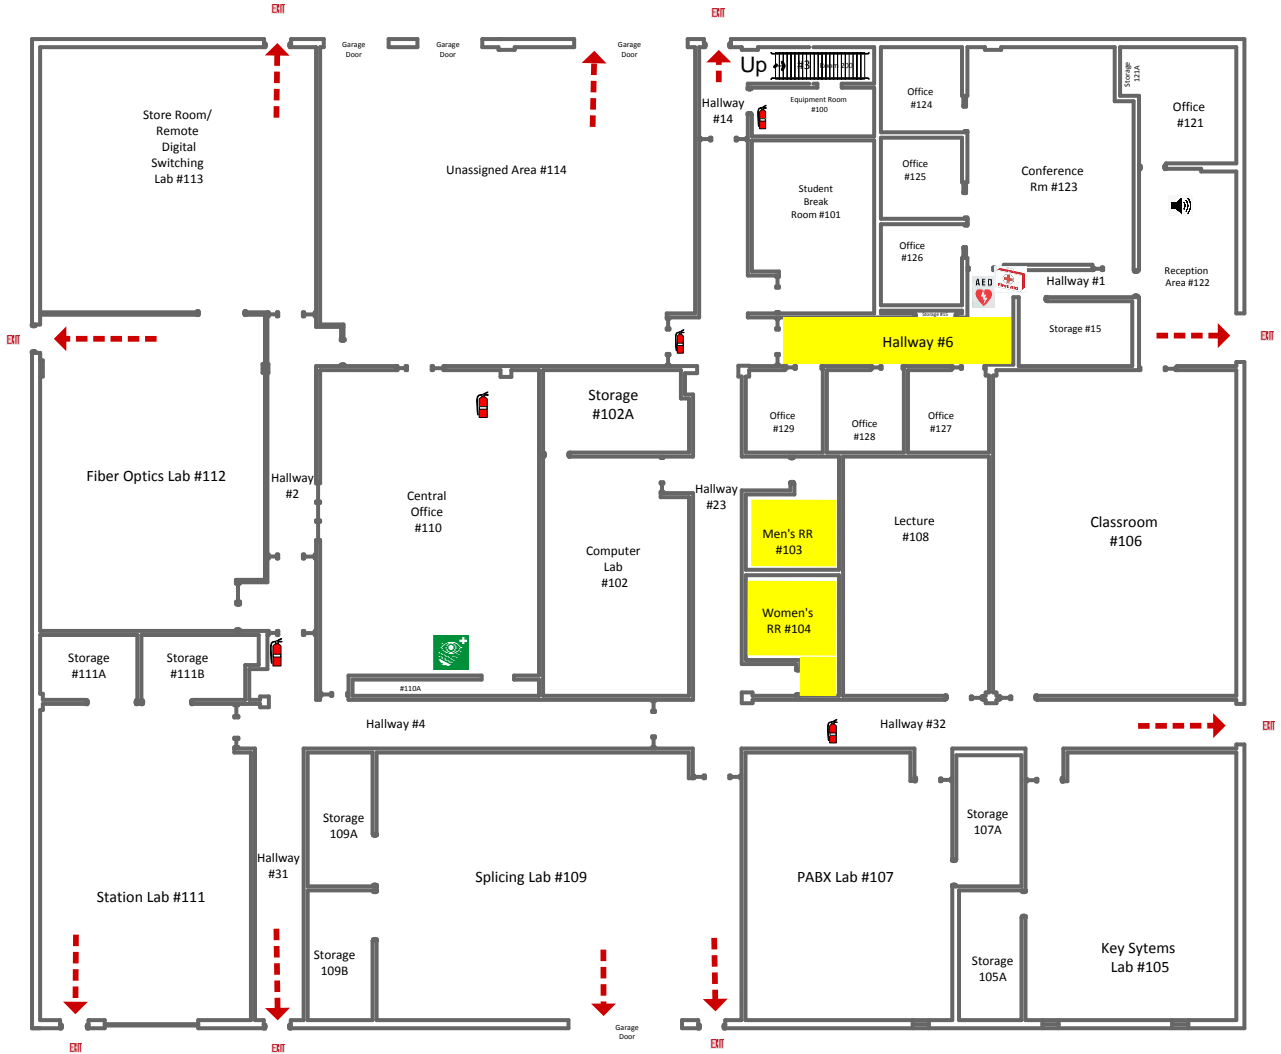 EXIT
EXIT
Garage
Door
Garage
Door
Garage
Door
Up
#3
Store Room/
Remote
Digital
Switching
Lab #113
Unassigned Area #114
Hallway
#14
Equipment Room
#100
Office
#124
Storage
121A
Office
#121
Student
Break
Room #101
Office
#125
Conference
Rm #123
Office
#126
AED
FIRST AID
Hallway #1
Reception
Area #122
Storage #15
EXIT
Hallway #6
Storage #15
EXIT
Storage
#102A
Office
#129
Office
#128
Office
#127
Fiber Optics Lab #112
Hallway
#2
Central
Office
#110
Hallway
#23
Computer
Lab
#102
Men's RR
#103
Lecture
#108
Classroom
#106
Women's
RR #104
Storage
#111A
Storage
#111B
#110A
Hallway #4
Hallway #32
EXIT
Storage
109A
Storage
107A
Hallway
#31
Station Lab #111
Splicing Lab #109
PABX Lab #107
Storage
109B
Storage
105A
Key Sytems
Lab #105
Garage
Door
EXIT
EXIT
EXIT